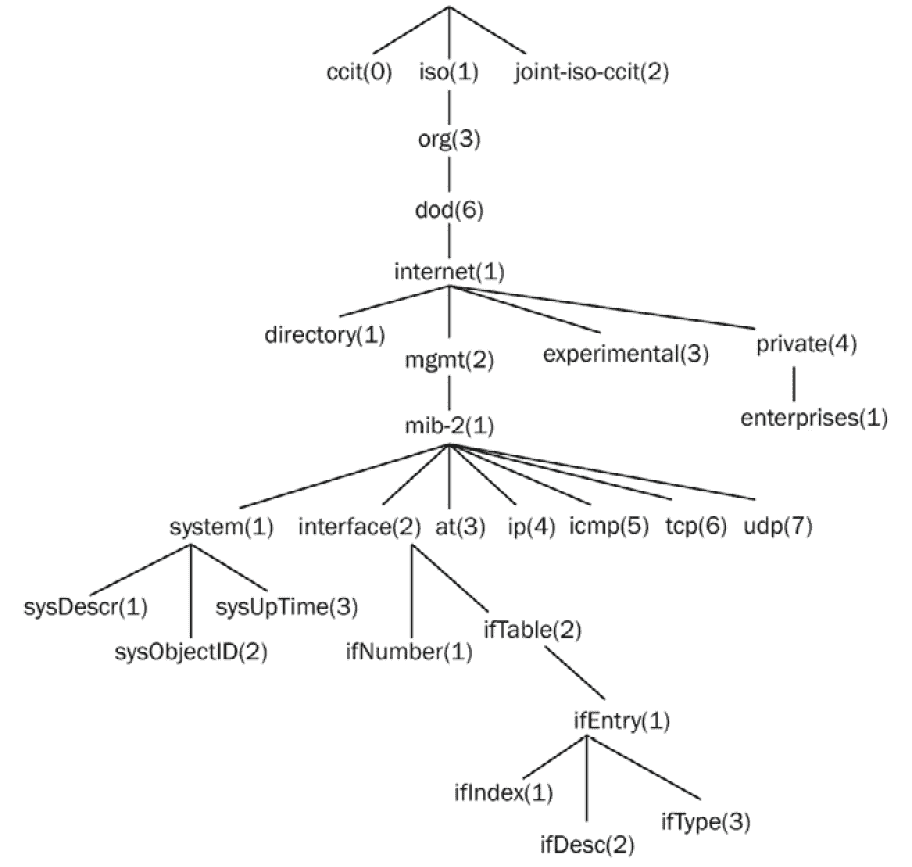 ccit(0) iso(1) joint-iso-ccit(2)
org(3)
dod(6)
internet(1)
directory(1)
mgmt(2)
experimental(3)
private(4)
enterprises(1)
mib-2(1)
system(1) interface(2) at(3) ip(4) icmp(5) tcp(6) udp(7)
sysDescr(1)
sysObjectID(2)
sysUpTime(3)
ifNumber(1)
ifTable(2)
ifEntry(1)
ifIndex(1)
ifDesc(2)
ifType(3)